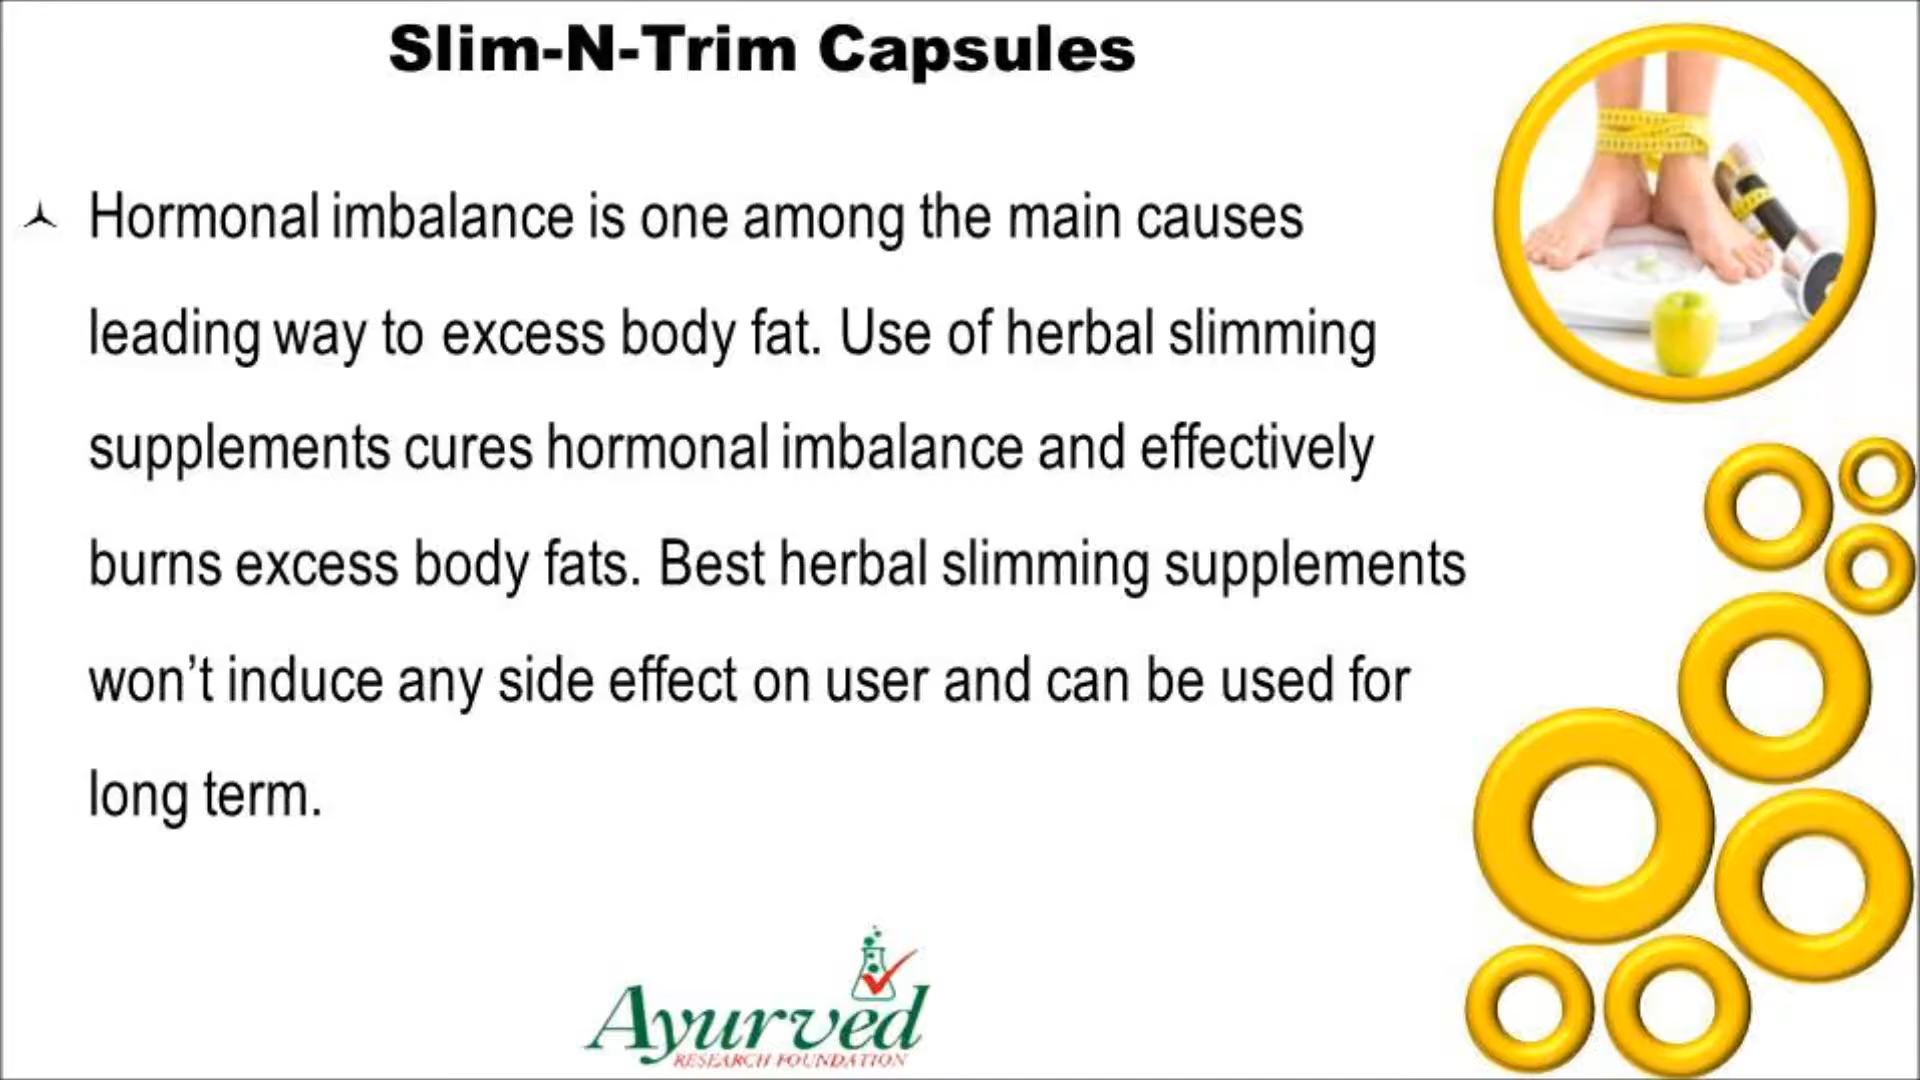 Slim-N-Trim Capsules
Hormonal imbalance is one among the main causes
leading way to excess body fat. Use of herbal slimming
supplements cures hormonal imbalance and effectively
burns excess body fats. Best herbal slimming supplements
won’t induce any side effect on user and can be used for
long term.
Ayurved
RESEARCH FOUNDATION